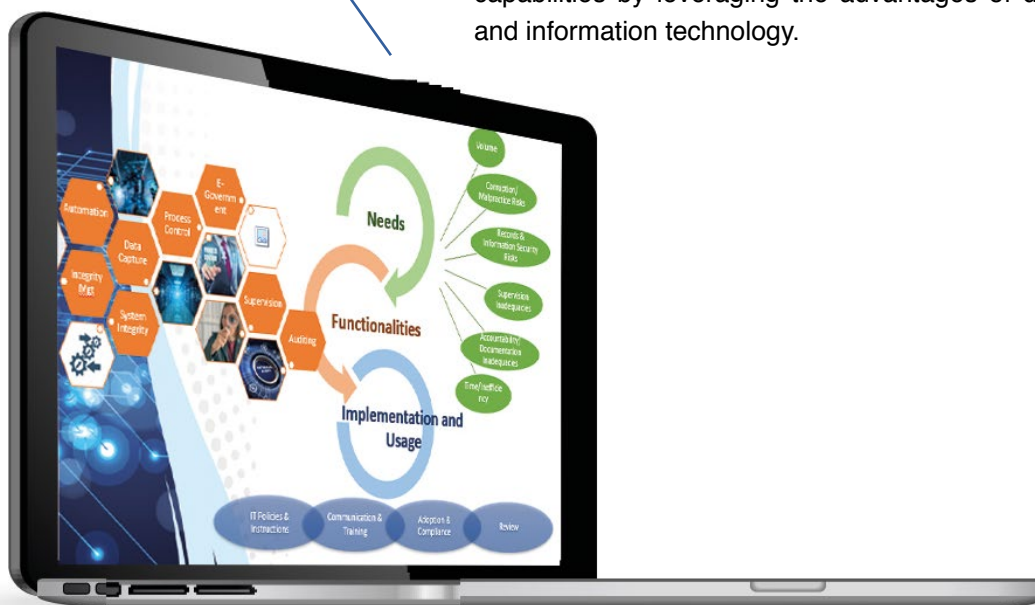 capabilities by leveraging the advantages of
and information technology.
Automation
Data
Capture
Process
Control
E-
Governm
ent
Integrity
Mgt
System
Integrity
Supervision
Auditing
Needs
Functionalities
Implementation and
Usage
Volume
Corruption/
Malpractice Risks
Records &
Information Security
Risks
Supervision
Inadequacies
Accountability/
Documentation
Inadequacies
Time/Inefficie
ncy
IT Policies &
Instructions
Communication &
Training
Adoption &
Compliance
Review